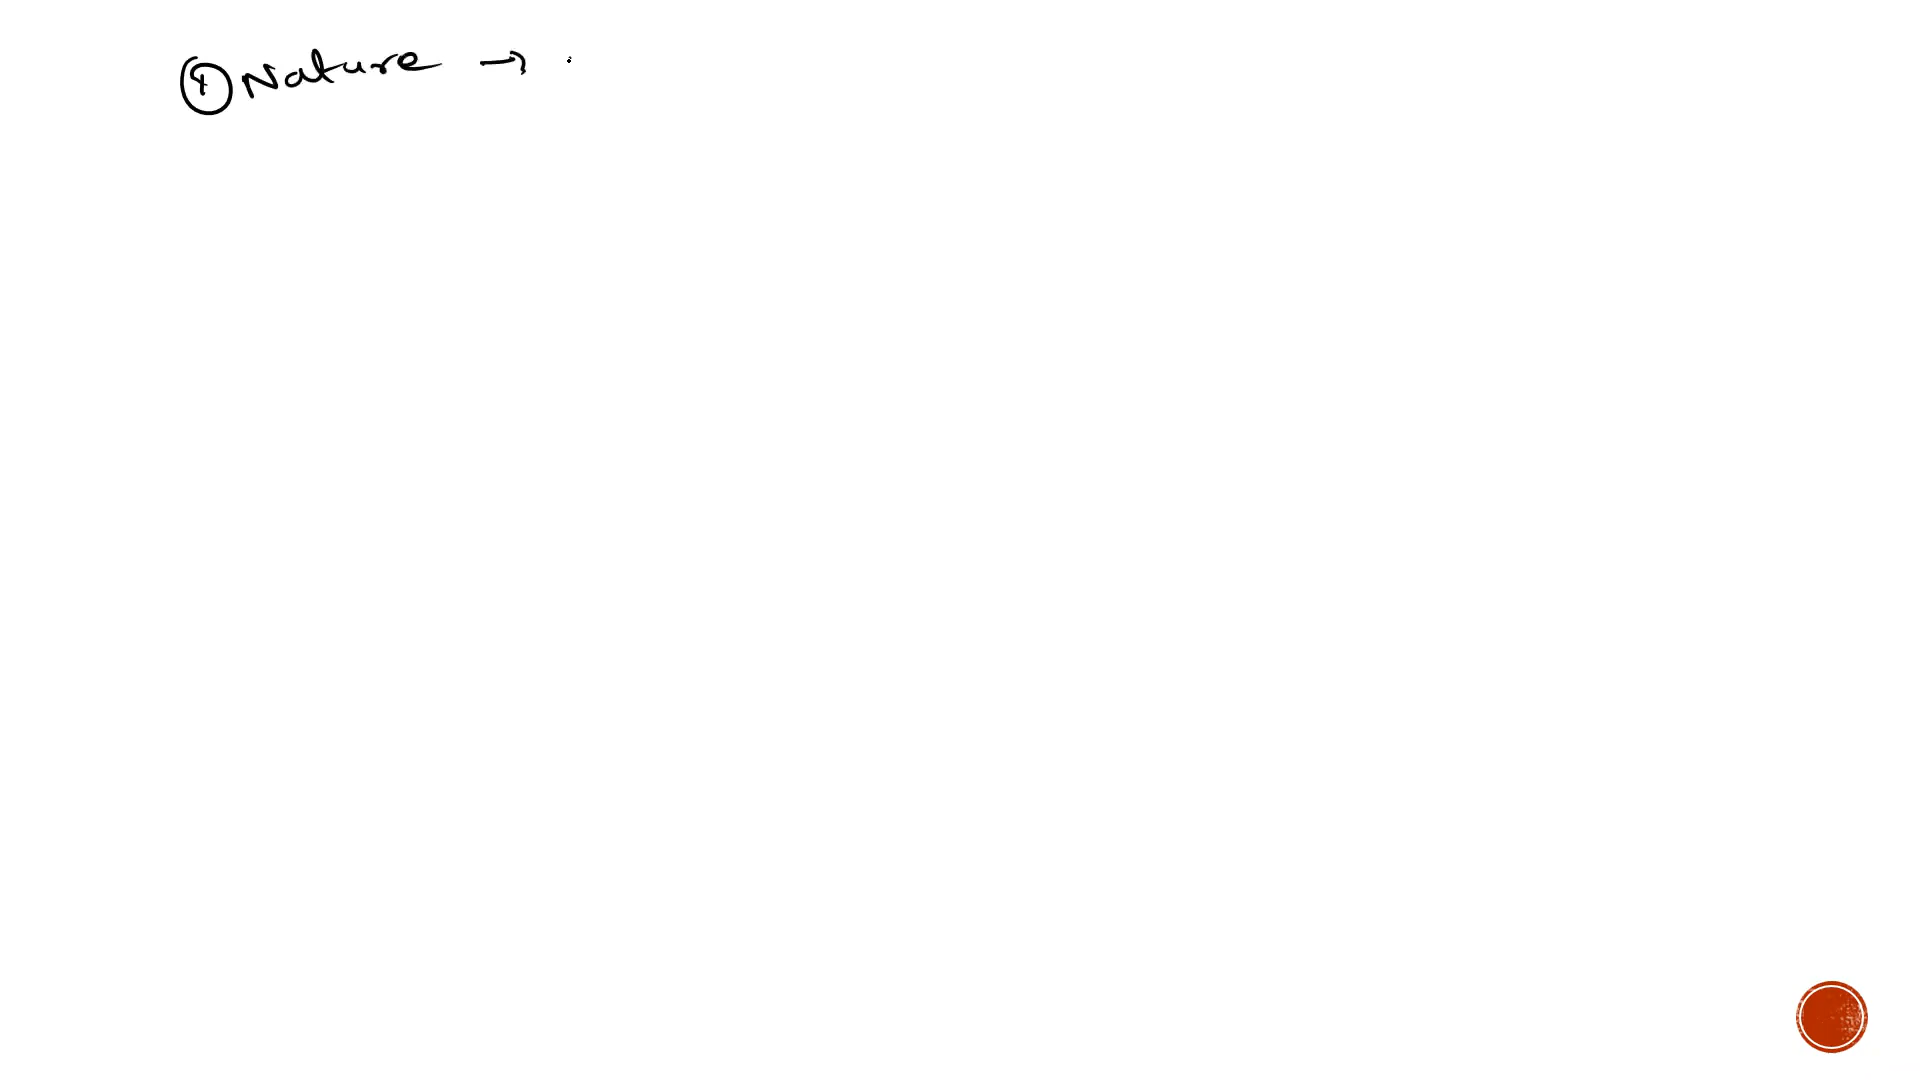 ① Nature →